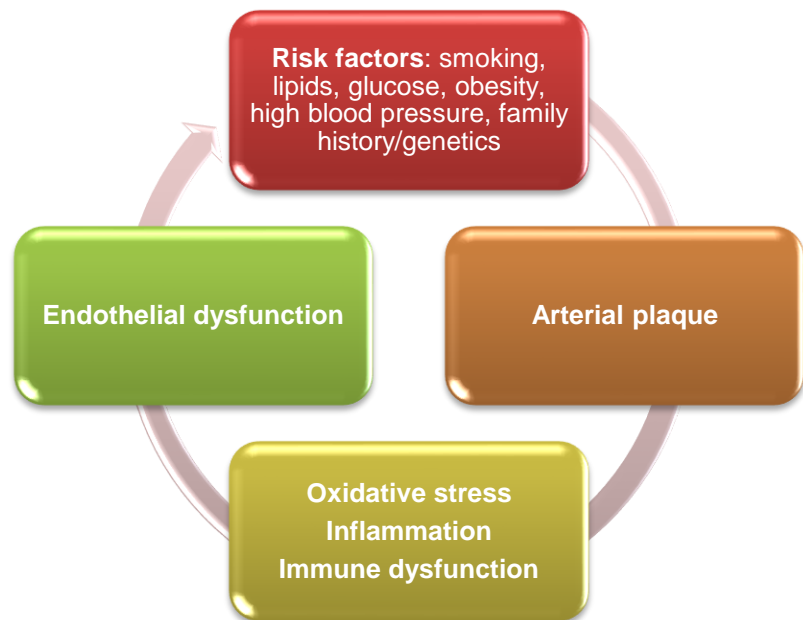 Risk factors: smoking,
lipids, glucose, obesity,
high blood pressure, family
history/genetics
Endothelial dysfunction
Arterial plaque
Oxidative stress
Inflammation
Immune dysfunction